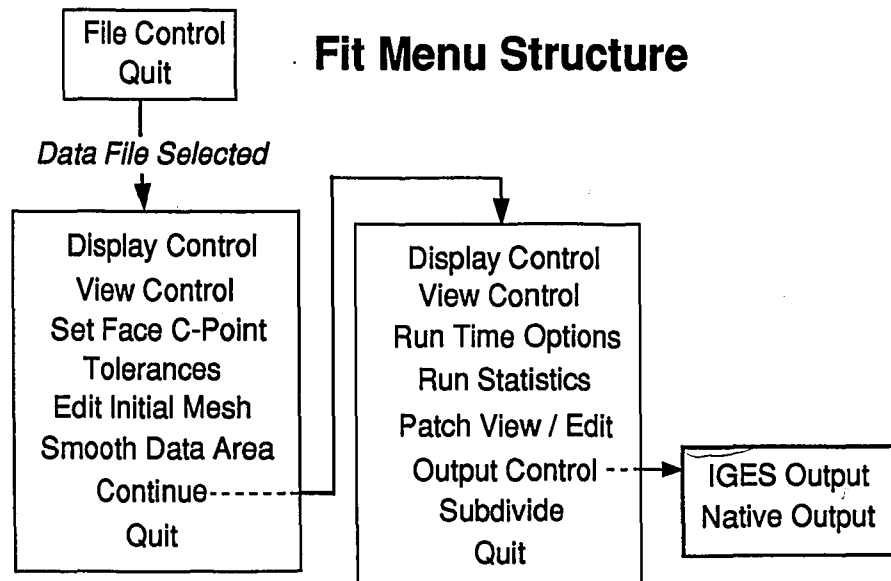 File Control
Quit
Fit Menu Structure
Data File Selected
Display Control
View Control
Set Face C-Point
Tolerances
Edit Initial Mesh
Smooth Data Area
Continue
Quit
Display Control
View Control
Run Time Options
Run Statistics
Patch View / Edit
Output Control
Subdivide
Quit
IGES Output
Native Output